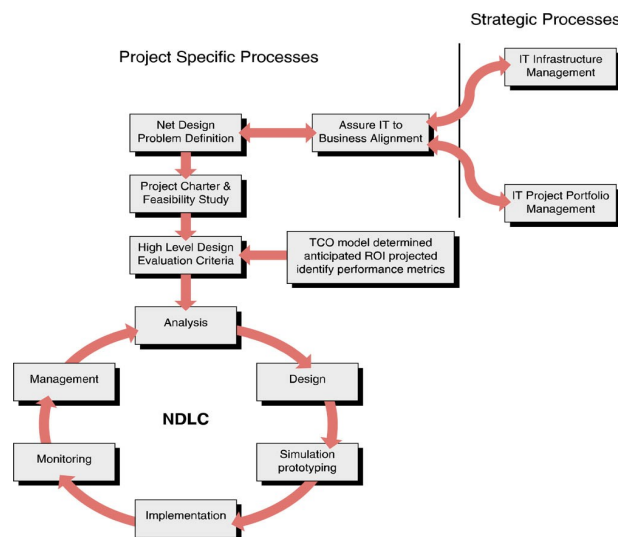 Strategic Processes
Project Specific Processes
IT Infrastructure
Management
Net Design
Problem Definition
Assure IT to
Business Alignment
Project Charter &
Feasibility Study
IT Project Portfolio
Management
High Level Design
Evaluation Criteria
TCO model determined
anticipated ROI projected
identify performance metrics
Analysis
Management
Design
NDLC
Monitoring
Simulation
prototyping
Implementation